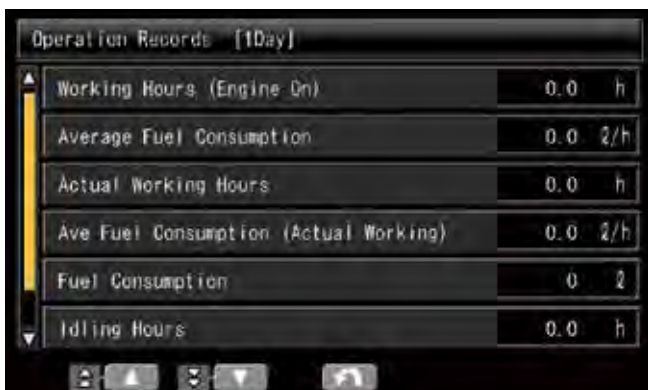 Operation Records [1Day]
Working Hours (Engine On) 0.0 h
Average Fuel Consumption 0.0 ℓ/h
Actual Working Hours 0.0 h
Ave Fuel Consumption (Actual Working) 0.0 ℓ/h
Fuel Consumption 0 ℓ
Idling Hours 0.0 h